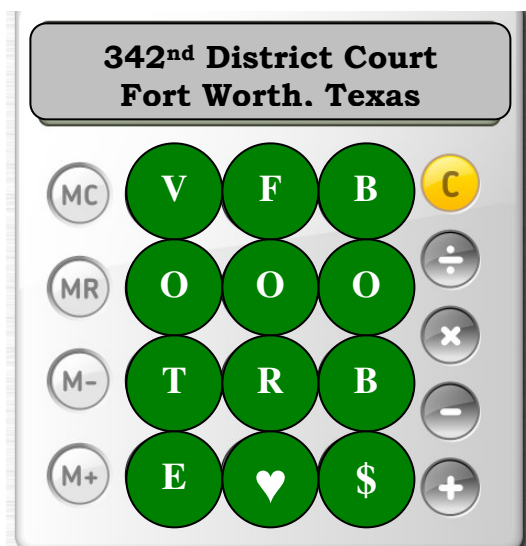 342nd District Court
Fort Worth. Texas
MC V F B C
MR O O O ÷
M- T R B ×
E ♥ $ -
M+ +